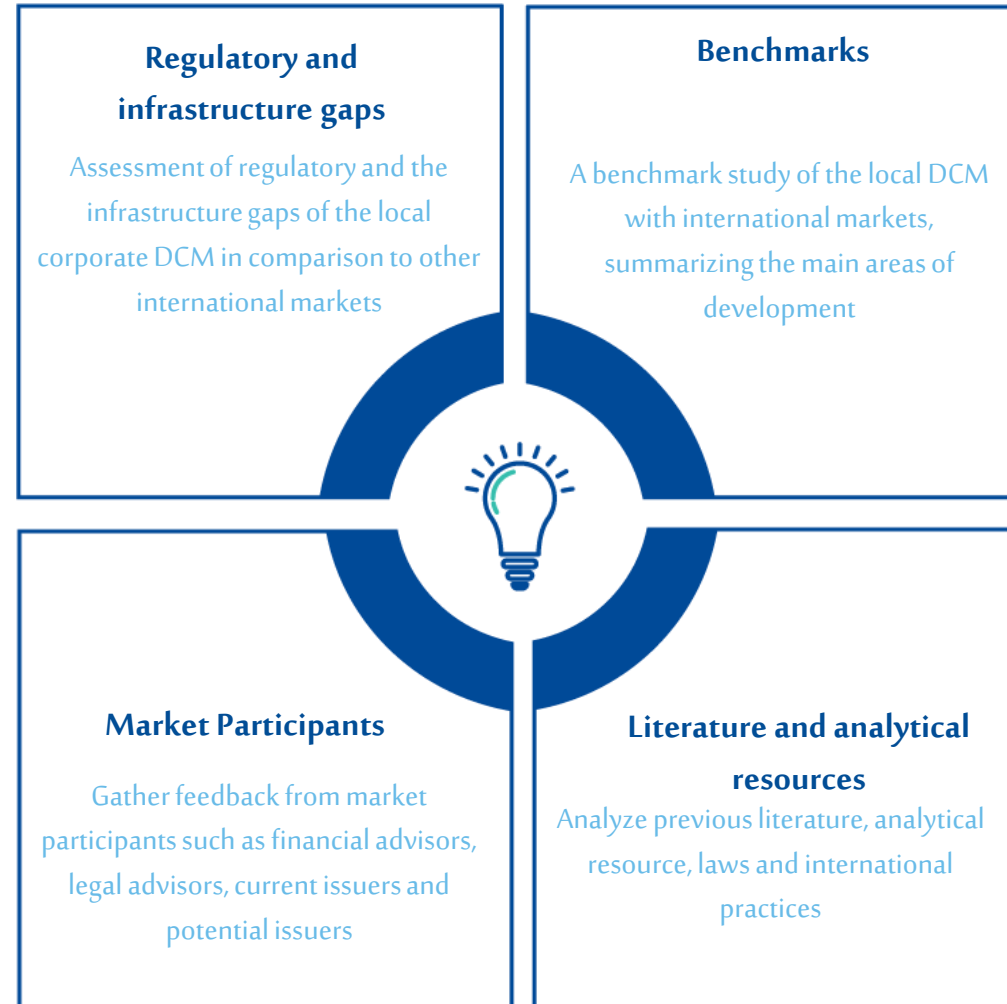 Regulatory and
infrastructure gaps
Assessment of regulatory and the
infrastructure gaps of the local
corporate DCM in comparison to other
international markets
Benchmarks
A benchmark study of the local DCM
with international markets,
summarizing the main areas of
development
Market Participants
Gather feedback from market
participants such as financial advisors,
legal advisors, current issuers and
potential issuers
Literature and analytical
resources
Analyze previous literature, analytical
resource, laws and international
practices